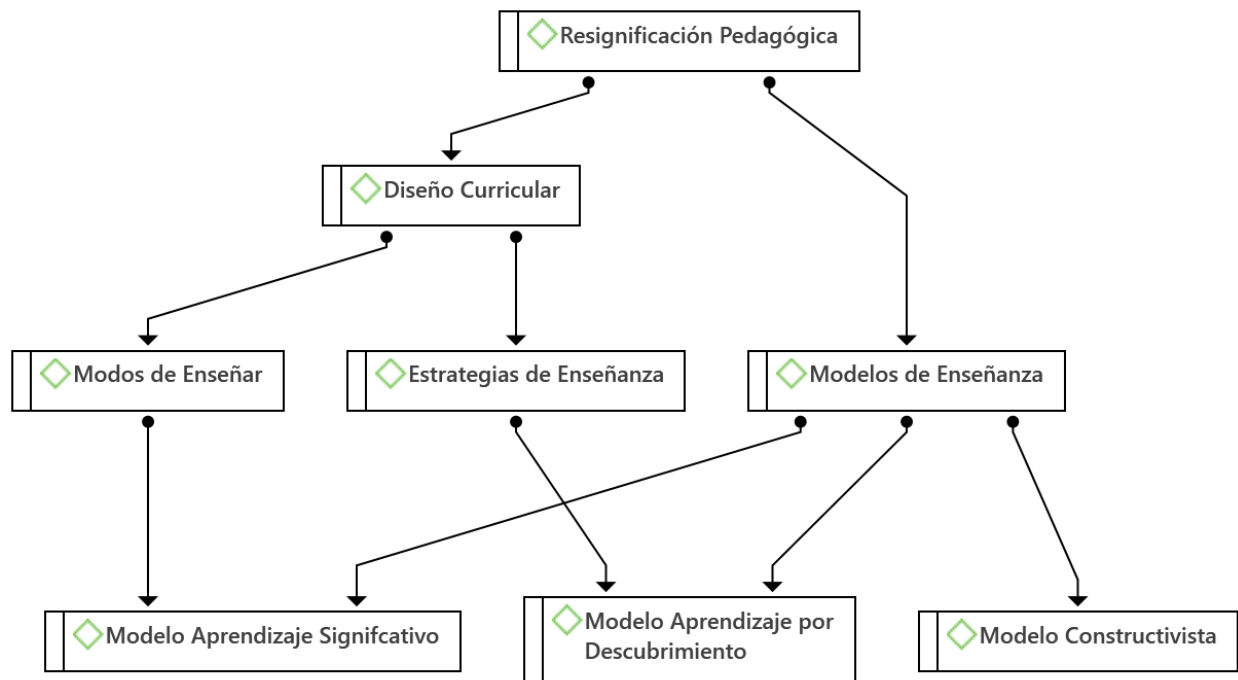 Resignificación Pedagógica
Diseño Curricular
Modos de Enseñar
Estrategias de Enseñanza
Modelos de Enseñanza
Modelo Aprendizaje Signifcativo
Modelo Aprendizaje por
Descubrimiento
Modelo Constructivista